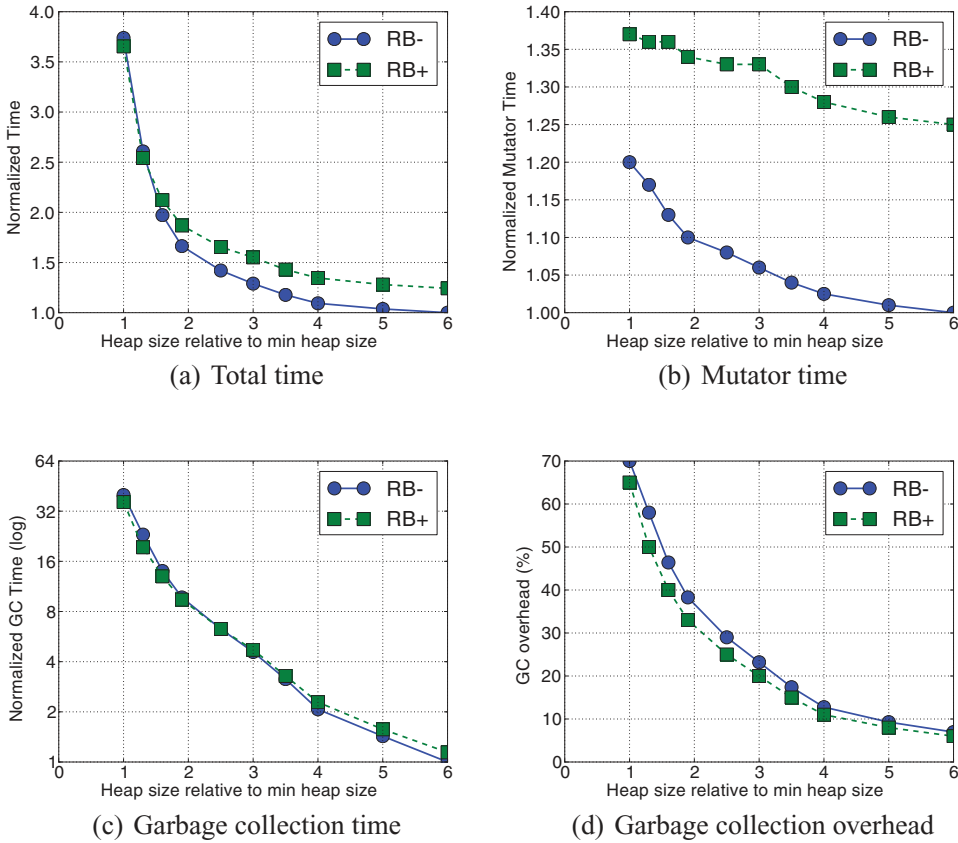 4.0
3.5
3.0
2.5
2.0
1.5
1.0
Normalized Time
RB-
RB+
0 1 2 3 4 5 6
Heap size relative to min heap size
(a) Total time
1.40
1.35
1.30
1.25
1.20
1.15
1.10
1.05
1.00
Normalized Mutator Time
RB-
RB+
0 1 2 3 4 5 6
Heap size relative to min heap size
(b) Mutator time
64
32
16
8
4
2
1
Normalized GC Time (log)
RB-
RB+
0 1 2 3 4 5 6
Heap size relative to min heap size
(c) Garbage collection time
70
60
50
40
30
20
10
0
GC overhead (%)
RB-
RB+
0 1 2 3 4 5 6
Heap size relative to min heap size
(d) Garbage collection overhead